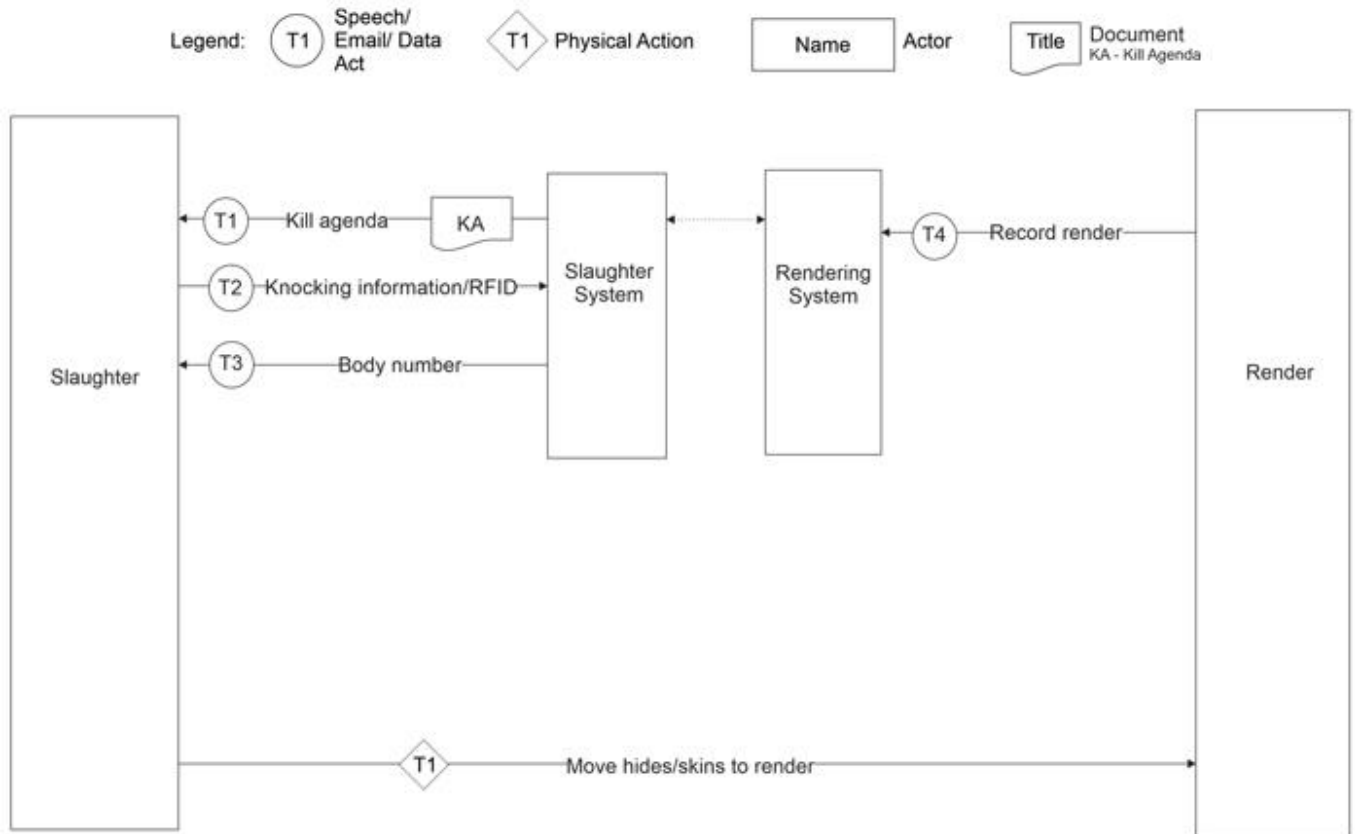 Legend:
T1
Speech/
Email/ Data
Act
T1
Physical Action
Name
Actor
Title
Document
KA - Kill Agenda
T1
Kill agenda
KA
T4
Record render
T2
Knocking information/RFID
Slaughter
System
Rendering
System
T3
Body number
Slaughter
Render
T1
Move hides/skins to render